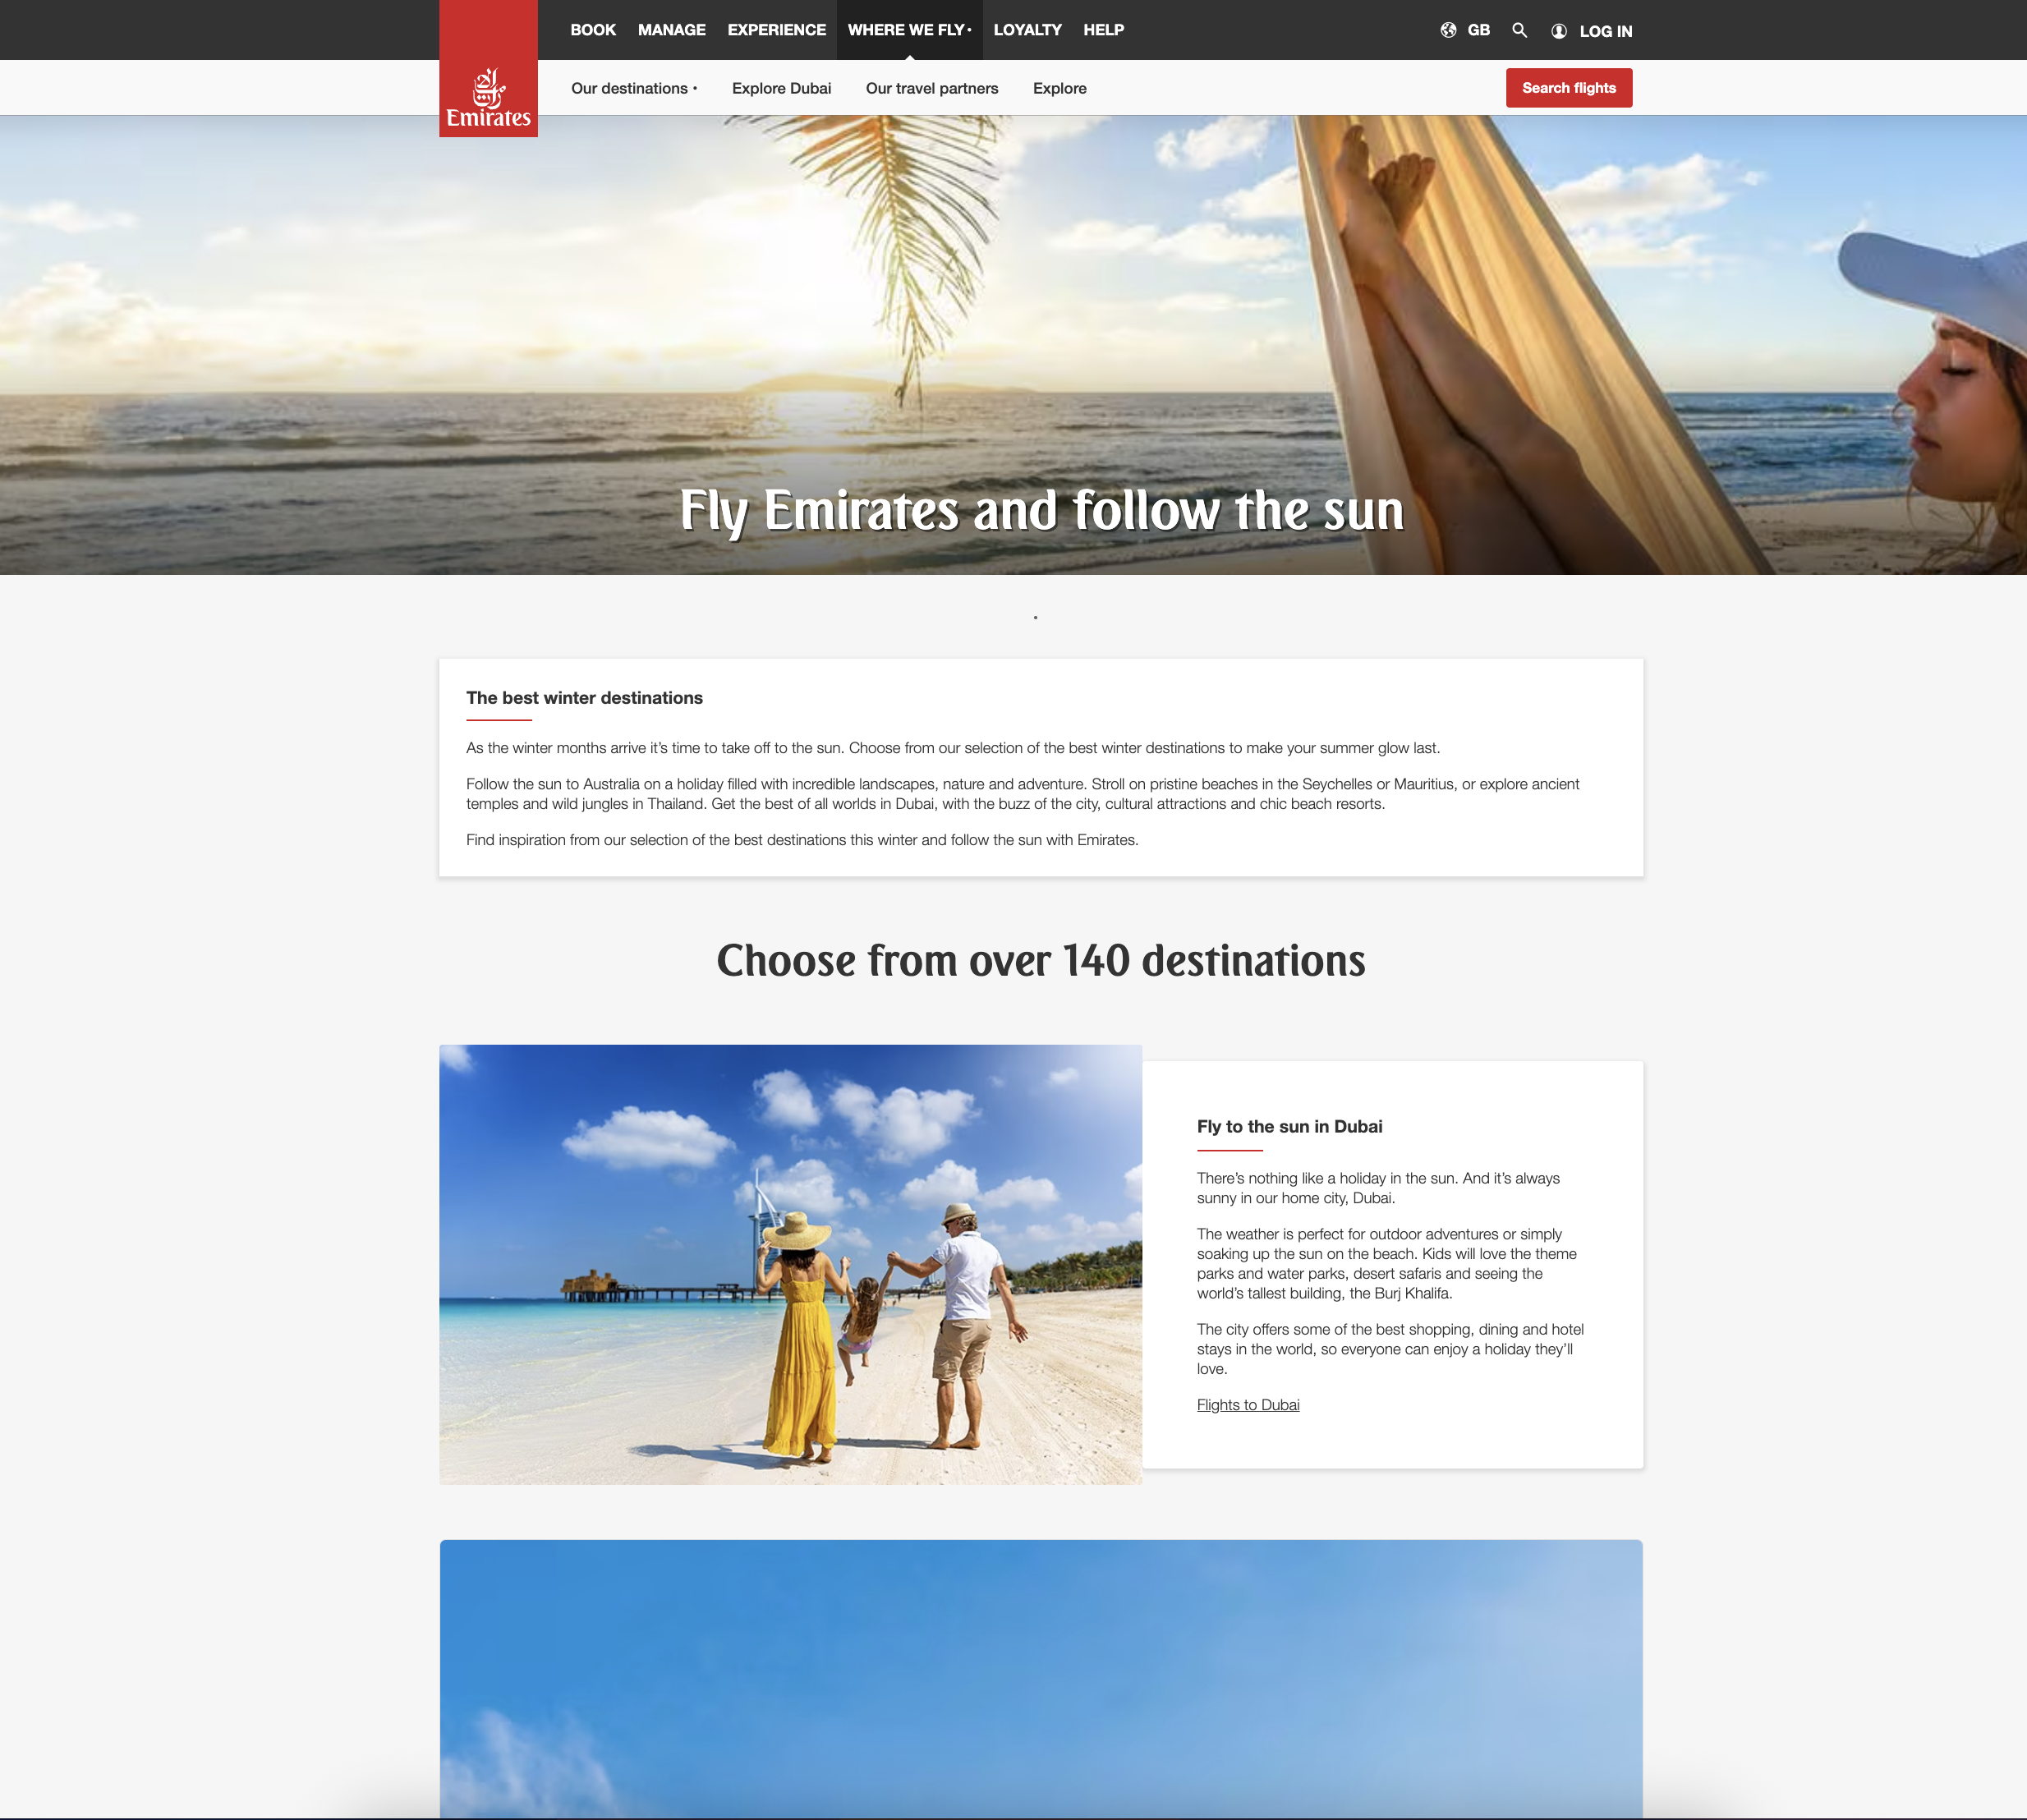 BOOK MANAGE EXPERIENCE WHERE WE FLY• LOYALTY HELP GB LOG IN
Emirates
Our destinations • Explore Dubai Our travel partners Explore Search flights
Fly Emirates and follow the sun
The best winter destinations
As the winter months arrive it’s time to take off to the sun. Choose from our selection of the best winter destinations to make your summer glow last.
Follow the sun to Australia on a holiday filled with incredible landscapes, nature and adventure. Stroll on pristine beaches in the Seychelles or Mauritius, or explore ancient
temples and wild jungles in Thailand. Get the best of all worlds in Dubai, with the buzz of the city, cultural attractions and chic beach resorts.
Find inspiration from our selection of the best destinations this winter and follow the sun with Emirates.
Choose from over 140 destinations
Fly to the sun in Dubai
There’s nothing like a holiday in the sun. And it’s always
sunny in our home city, Dubai.
The weather is perfect for outdoor adventures or simply
soaking up the sun on the beach. Kids will love the theme
parks and water parks, desert safaris and seeing the
world’s tallest building, the Burj Khalifa.
The city offers some of the best shopping, dining and hotel
stays in the world, so everyone can enjoy a holiday they’ll
love.
Flights to Dubai